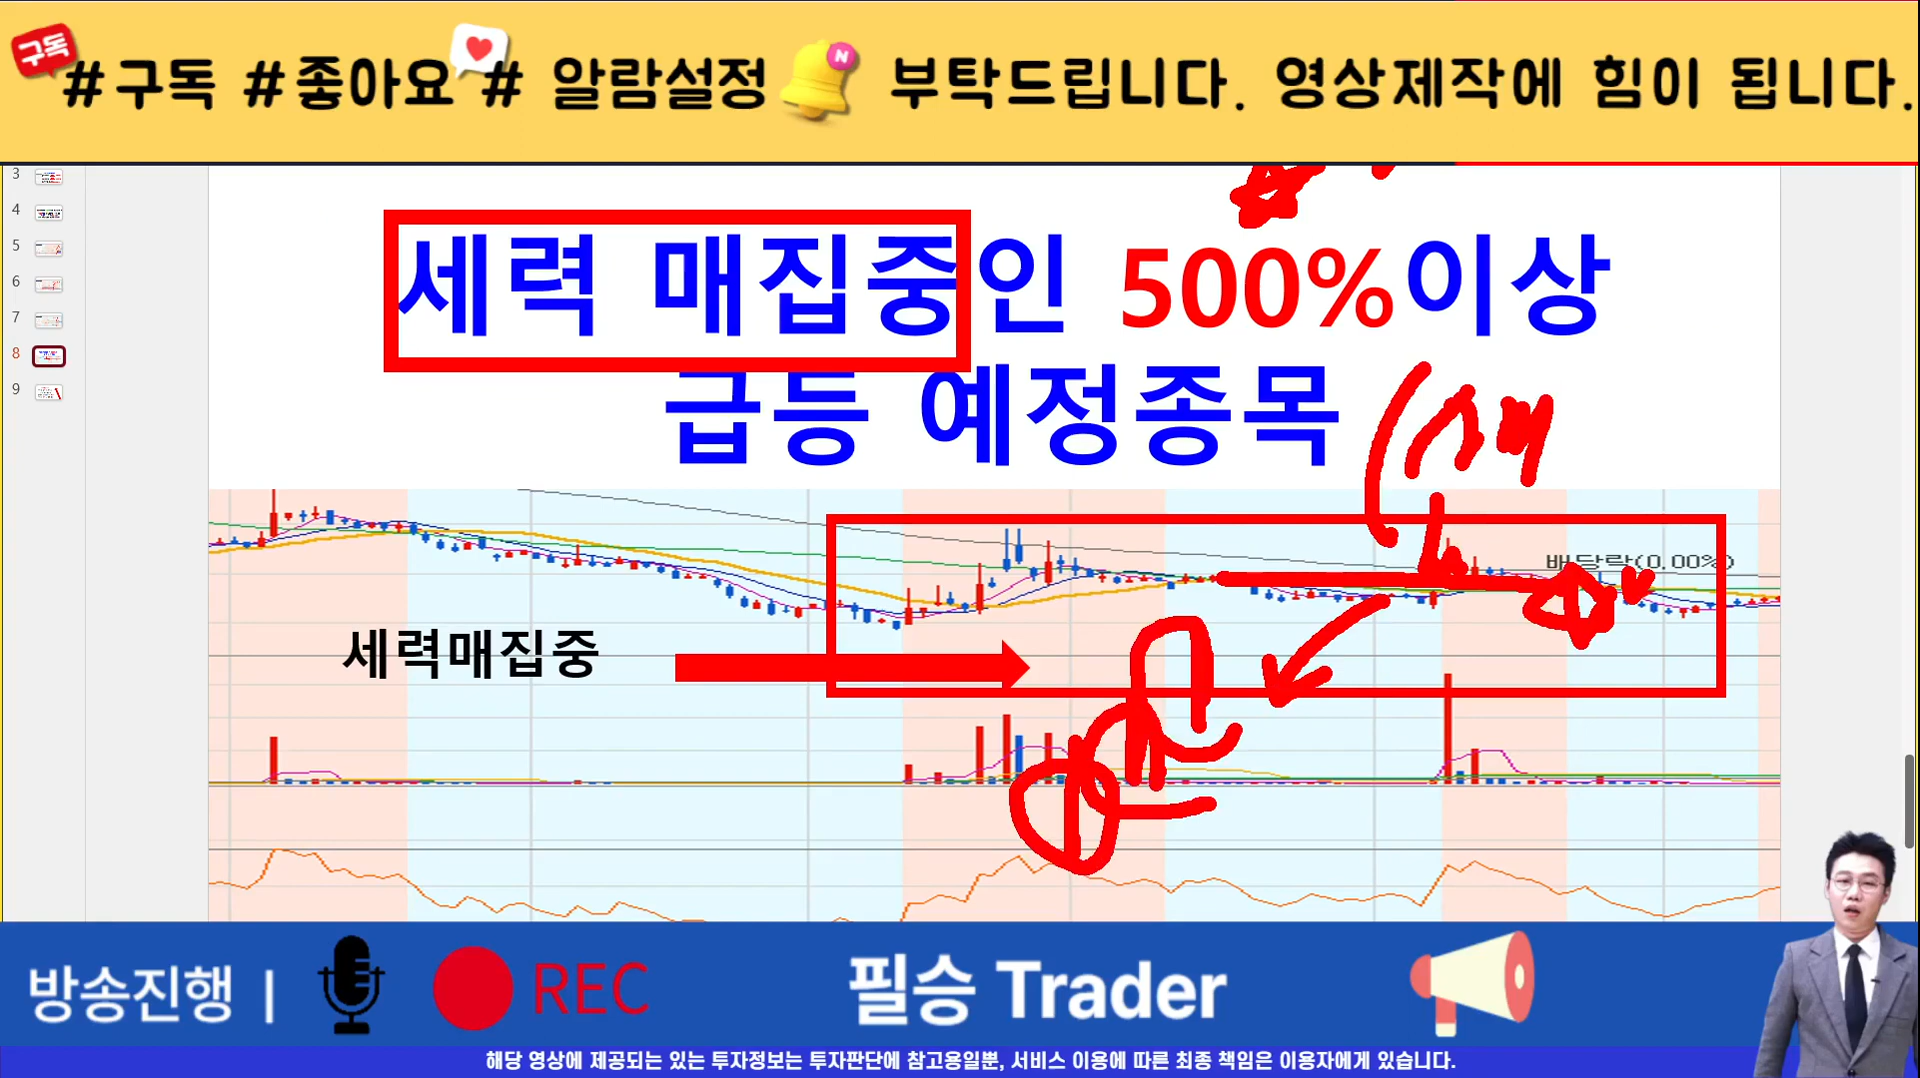 구독
#구독 #좋아요 # 알람설정 N 부탁드립니다. 영상제작에 힘이 됩니다.
3
4
5
6
7
8
9
세력 매집중인 500%이상
급등 예정종목
배당락(0.00%)
세력매집중
방송진행 | REC 필승 Trader
해당 영상에 제공되는 있는 투자정보는 투자판단에 참고용일뿐, 서비스 이용에 따른 최종 책임은 이용자에게 있습니다.